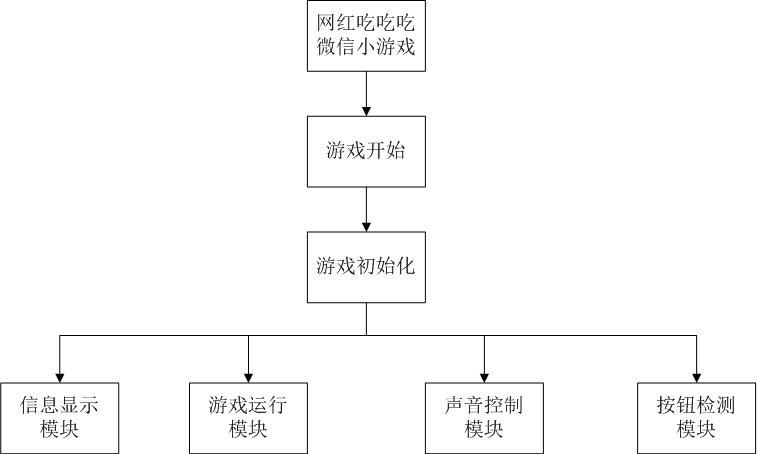 网红吃吃吃
微信小游戏
游戏开始
游戏初始化
信息显示
模块
游戏运行
模块
声音控制
模块
按钮检测
模块